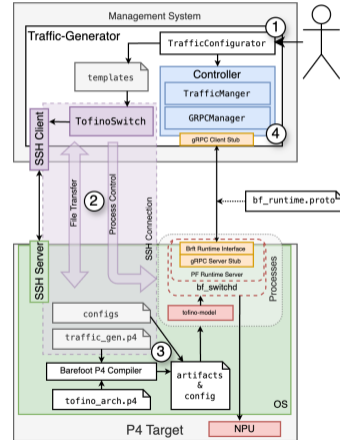 Management System
Traffic-Generator
1
TrafficConfigurator
templates
Controller
TrafficManger
GRPCManager
4
gRPC Client Stub
TofinoSwitch
SSH Client
2
File Transfer
Process Control
SSH Connection
bf_runtime.proto
SSH Server
Brft Runtime Interface
gRPC Server Stub
PF Runtime Server
bf_switchd
tofino-model
Processes
configs
traffic_gen.p4
3
Barefoot P4 Compiler
tofino_arch.p4
artifacts
&
config
OS
P4 Target
NPU